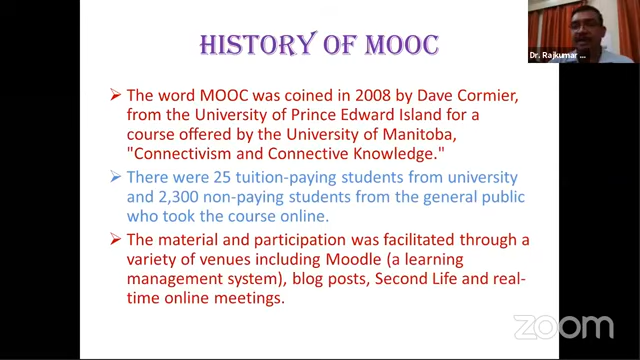 HISTORY OF MOOC
Dr. Rajkumar ...
➢ The word MOOC was coined in 2008 by Dave Cormier,
from the University of Prince Edward Island for a
course offered by the University of Manitoba,
"Connectivism and Connective Knowledge."
➢ There were 25 tuition-paying students from university
and 2,300 non-paying students from the general public
who took the course online.
➢ The material and participation was facilitated through a
variety of venues including Moodle (a learning
management system), blog posts, Second Life and real-
time online meetings.
zoom